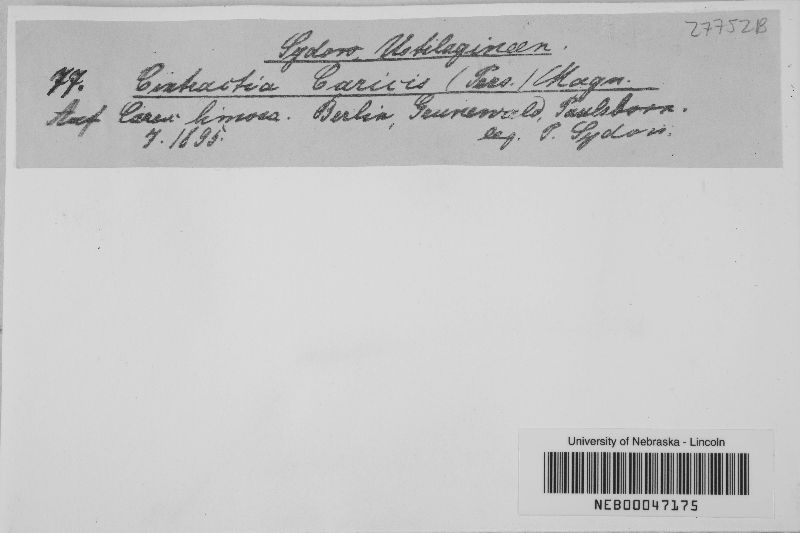 27752B
Sydow, Ustilagineen.
77. Cintractia Caricis (Pers.) Magn.
Auf Carex limosa. Berlin, Grunewald, Paulsborn.
7. 1895. leg. P. Sydow.
University of Nebraska - Lincoln
NEB00047175